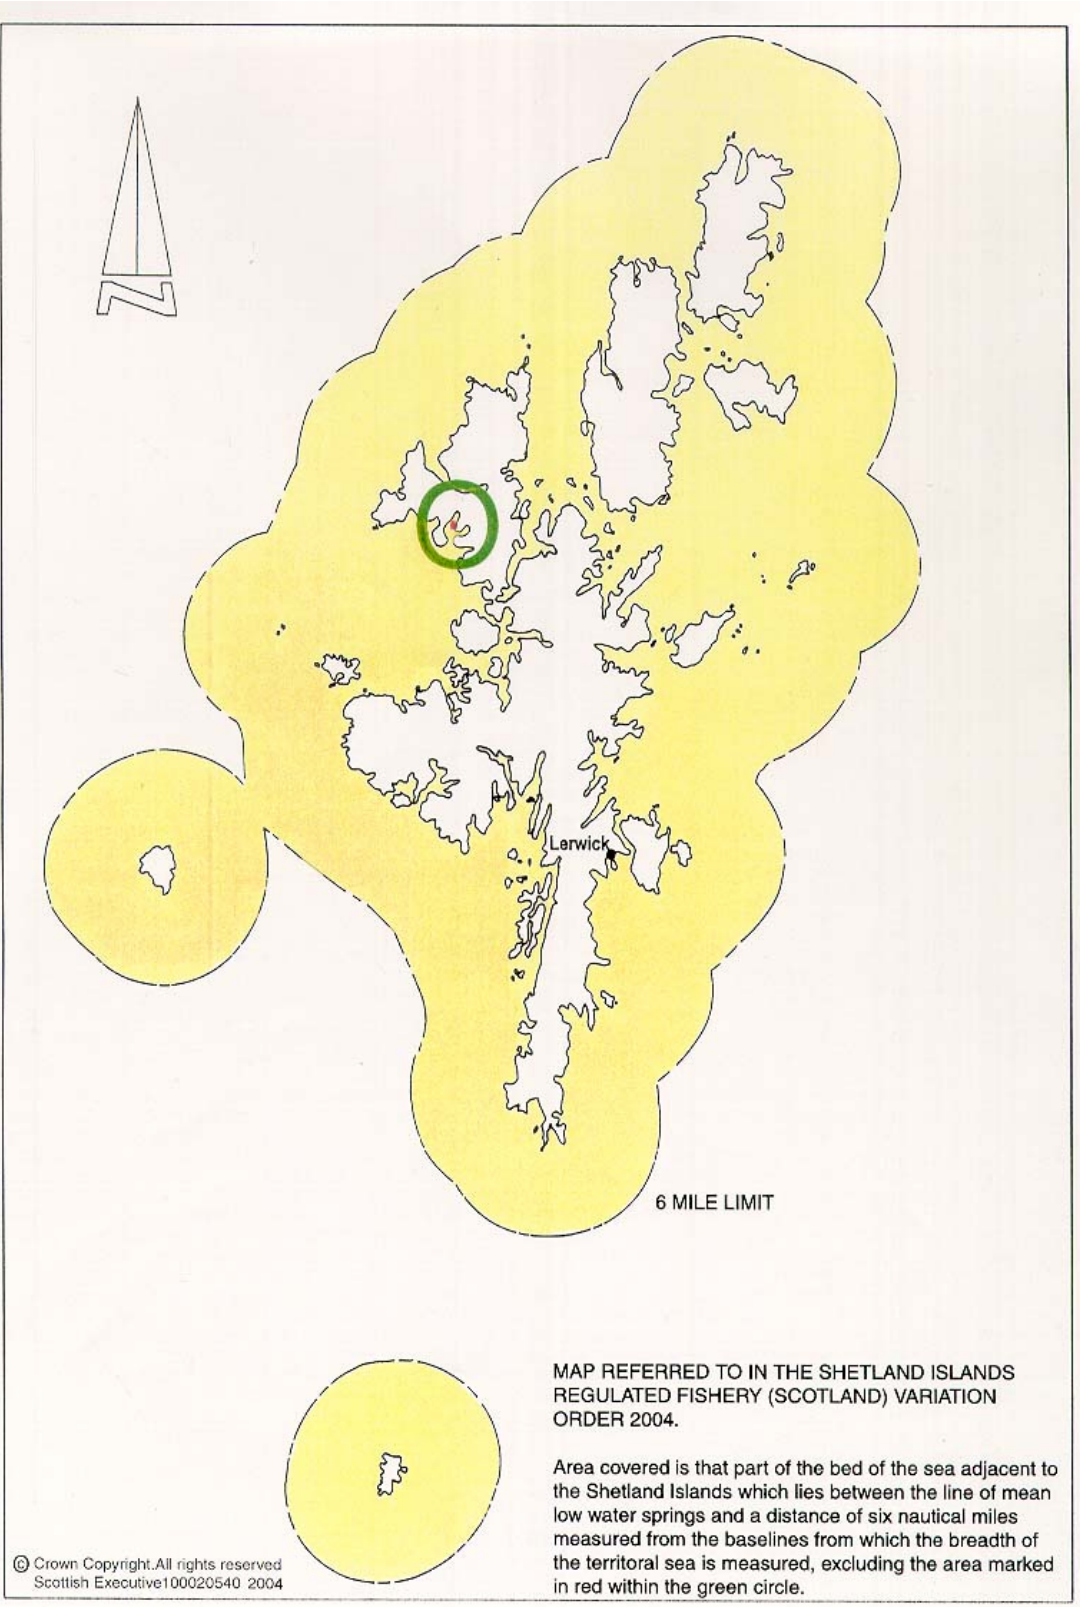 N
Lerwick
6 MILE LIMIT
MAP REFERRED TO IN THE SHETLAND ISLANDS
REGULATED FISHERY (SCOTLAND) VARIATION
ORDER 2004.
Area covered is that part of the bed of the sea adjacent to
the Shetland Islands which lies between the line of mean
low water springs and a distance of six nautical miles
measured from the baselines from which the breadth of
the territoral sea is measured, excluding the area marked
in red within the green circle.
© Crown Copyright.All rights reserved
Scottish Executive100020540 2004